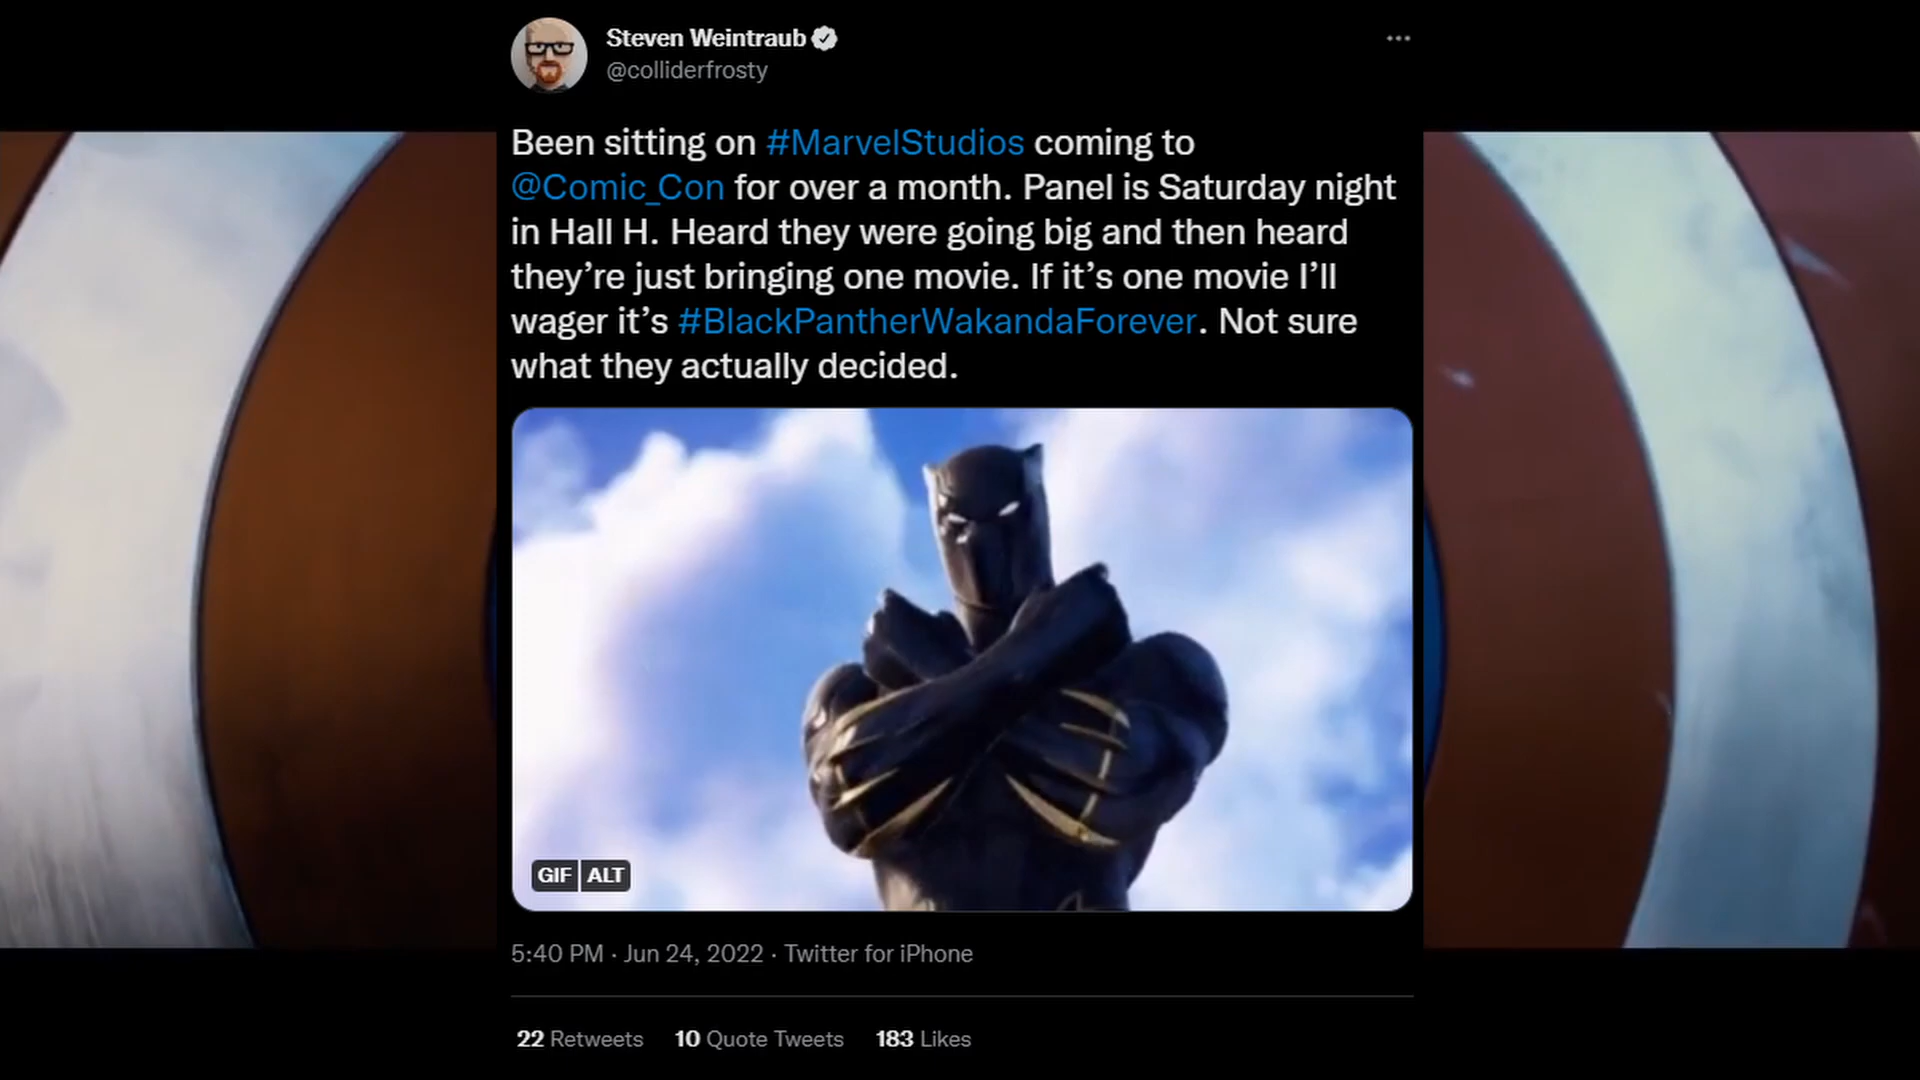 Steven Weintraub
@colliderfrosty
Been sitting on #MarvelStudios coming to
@Comic_Con for over a month. Panel is Saturday night
in Hall H. Heard they were going big and then heard
they’re just bringing one movie. If it’s one movie I’ll
wager it’s #BlackPantherWakandaForever. Not sure
what they actually decided.
GIF ALT
5:40 PM · Jun 24, 2022 · Twitter for iPhone
22 Retweets 10 Quote Tweets 183 Likes